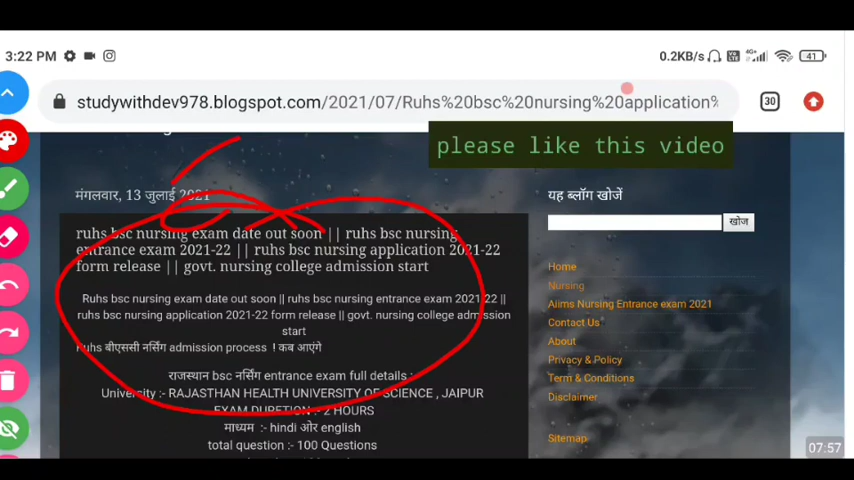 3:22 PM
0.2KB/s
4G+
41
studywithdev978.blogspot.com/2021/07/Ruhs%20bsc%20nursing%20application%
30
please like this video
मंगलवार, 13 जुलाई 2021
यह ब्लॉग खोजें
खोज
ruhs bsc nursing exam date out soon || ruhs bsc nursing
entrance exam 2021-22 || ruhs bsc nursing application 2021-22
form release || govt. nursing college admission start
Ruhs bsc nursing exam date out soon || ruhs bsc nursing entrance exam 2021-22 ||
ruhs bsc nursing application 2021-22 form release || govt. nursing college admission
start
Ruhs बीएससी नर्सिंग admission process ! कब आएंगे
राजस्थान bsc नर्सिंग entrance exam full details :
University :- RAJASTHAN HEALTH UNIVERSITY OF SCIENCE , JAIPUR
EXAM DURETION :- 2 HOURS
माध्यम :- hindi ओर english
total question :- 100 Questions
Home
Nursing
AIims Nursing Entrance exam 2021
Contact Us
About
Privacy & Policy
Term & Conditions
Disclaimer
Sitemap
07:57